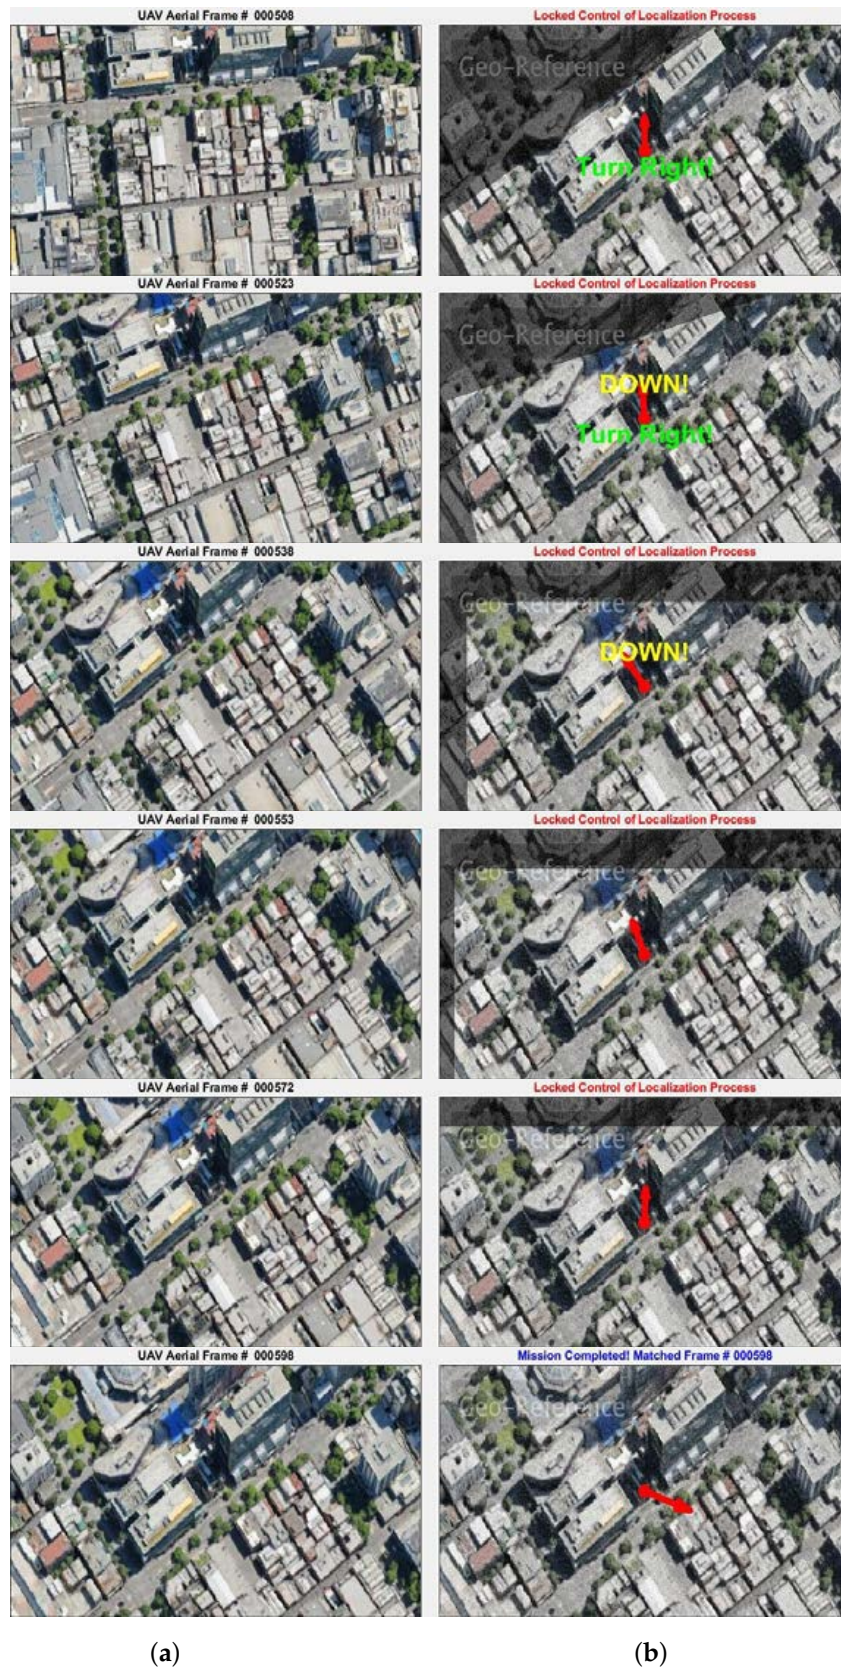 UAV Aerial Frame # 000508
Locked Control of Localization Process
Geo-Reference
Turn Right!
UAV Aerial Frame # 000523
Locked Control of Localization Process
Geo-Reference
DOWN!
Turn Right!
UAV Aerial Frame # 000538
Locked Control of Localization Process
Geo-Reference
DOWN!
UAV Aerial Frame # 000553
Locked Control of Localization Process
Geo-Reference
UAV Aerial Frame # 000572
Locked Control of Localization Process
Geo-Reference
UAV Aerial Frame # 000598
Mission Completed! Matched Frame # 000598
Geo-Reference
(a)
(b)